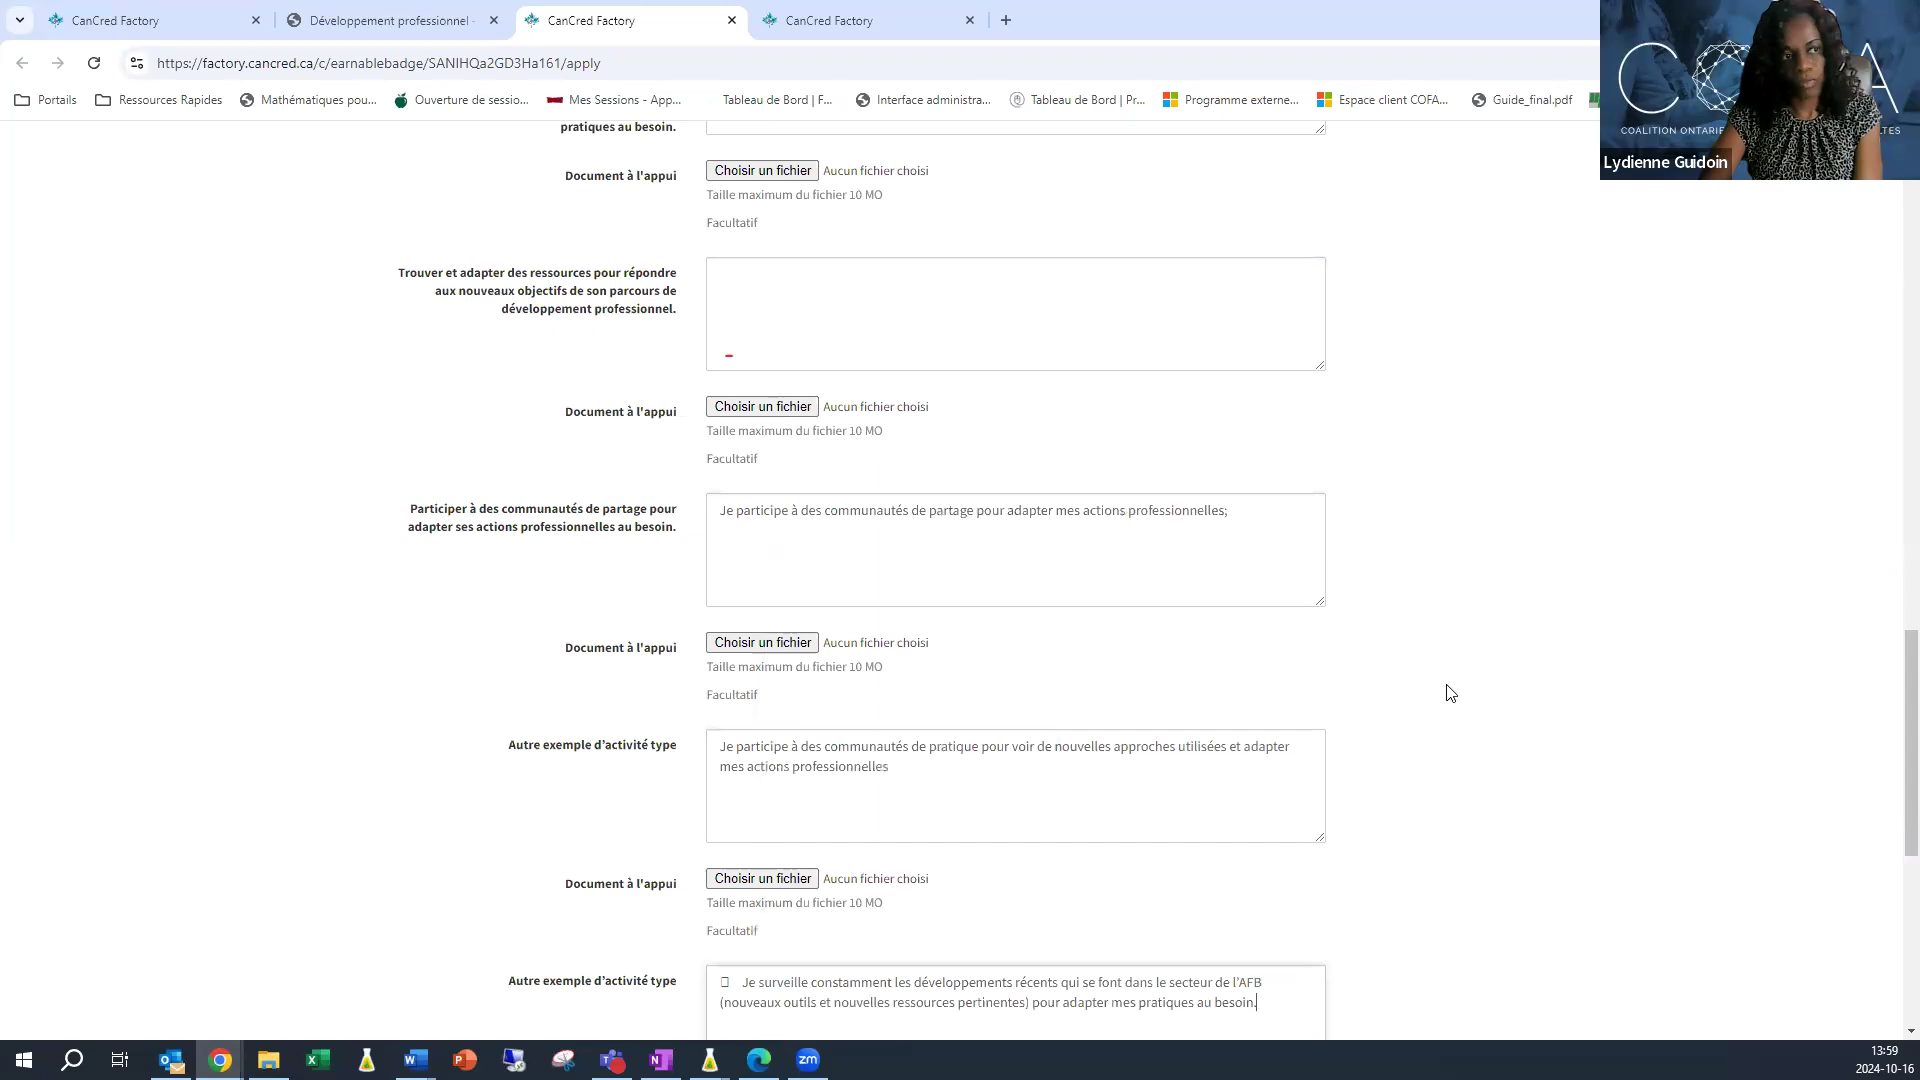 CanCred Factory
Développement professionnel
CanCred Factory
CanCred Factory
https://factory.cancred.ca/c/earnablebadge/SANIHQa2GD3Ha161/apply
Portails
Ressources Rapides
Mathématiques pou...
Ouverture de sessio...
Mes Sessions - App...
Tableau de Bord | F...
Interface administra...
Tableau de Bord | Pr...
Programme externe...
Espace client COFA...
Guide_final.pdf
COALITION ONTARIE
LTES
Lydienne Guidoin
pratiques au besoin.
Document à l'appui
Choisir un fichier Aucun fichier choisi
Taille maximum du fichier 10 MO
Facultatif
Trouver et adapter des ressources pour répondre
aux nouveaux objectifs de son parcours de
développement professionnel.
Document à l'appui
Choisir un fichier Aucun fichier choisi
Taille maximum du fichier 10 MO
Facultatif
Participer à des communautés de partage pour
adapter ses actions professionnelles au besoin.
Je participe à des communautés de partage pour adapter mes actions professionnelles;
Document à l'appui
Choisir un fichier Aucun fichier choisi
Taille maximum du fichier 10 MO
Facultatif
Autre exemple d’activité type
Je participe à des communautés de pratique pour voir de nouvelles approches utilisées et adapter
mes actions professionnelles
Document à l'appui
Choisir un fichier Aucun fichier choisi
Taille maximum du fichier 10 MO
Facultatif
Autre exemple d’activité type
Je surveille constamment les développements récents qui se font dans le secteur de l’AFB
(nouveaux outils et nouvelles ressources pertinentes) pour adapter mes pratiques au besoin.
zm
13:59
2024-10-16